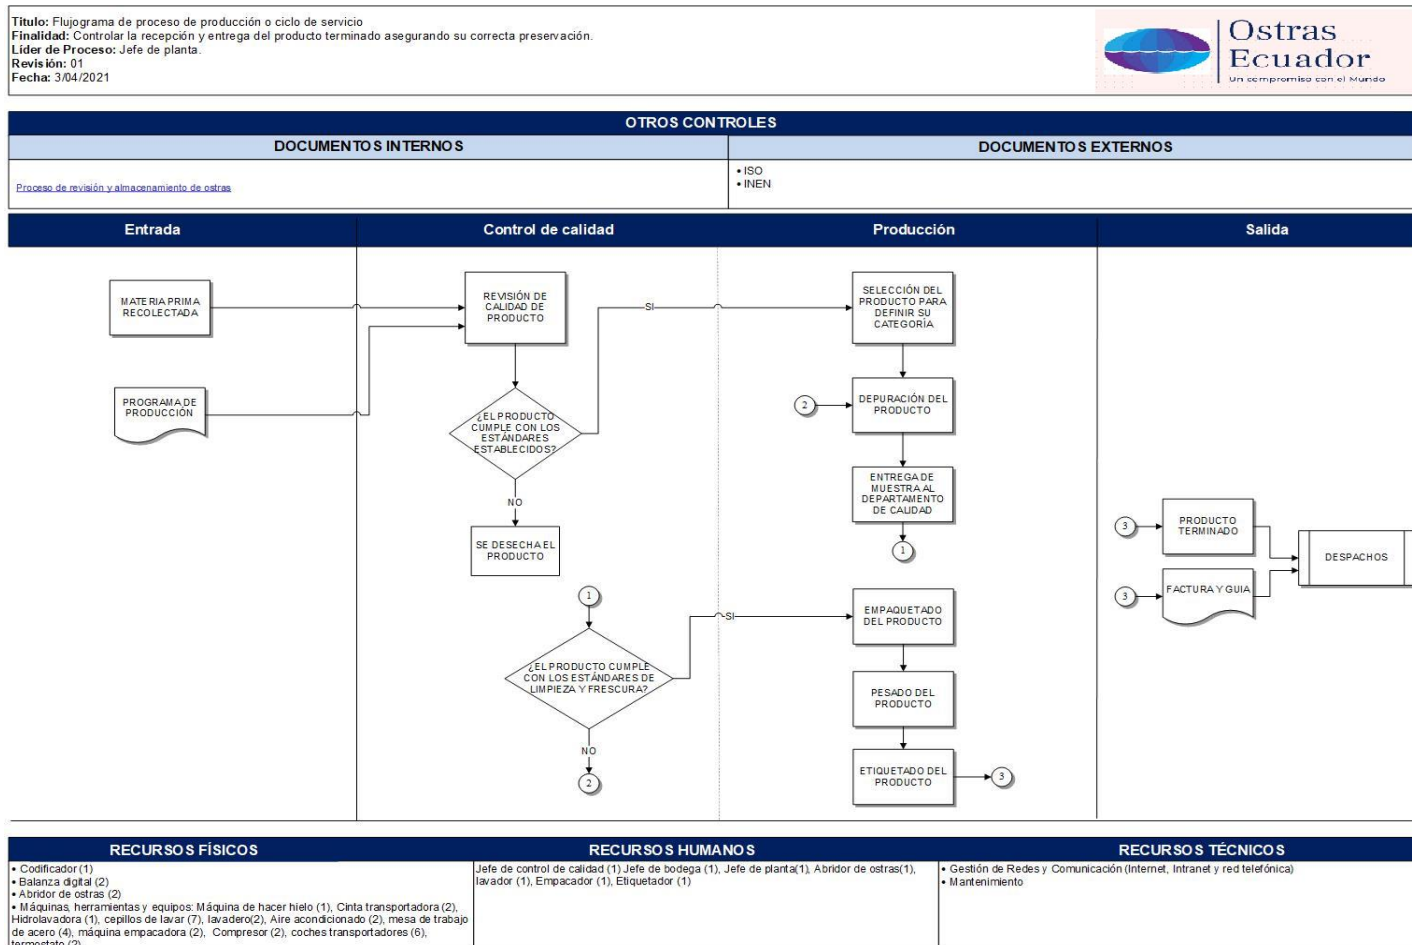 Titulo: Flujograma de proceso de producción o ciclo de servicio
Finalidad: Controlar la recepción y entrega del producto terminado asegurando su correcta preservación.
Líder de Proceso: Jefe de planta.
Revisión: 01
Fecha: 3/04/2021
Ostras
Ecuador
Un compromiso con el Mundo
OTROS CONTROLES
DOCUMENTOS INTERNOS
DOCUMENTOS EXTERNOS
Proceso de revisión y almacenamiento de ostras
• ISO
• INEN
Entrada
Control de calidad
Producción
Salida
MATERIA PRIMA
RECOLECTADA
PROGRAMA DE
PRODUCCIÓN
REVISIÓN DE
CALIDAD DE
PRODUCTO
¿EL PRODUCTO
CUMPLE CON LOS
ESTÁNDARES
ESTABLECIDOS?
SI
NO
SE DESECHA EL
PRODUCTO
1
¿EL PRODUCTO CUMPLE
CON LOS ESTÁNDARES DE
LIMPIEZA Y FRESCURA?
SI
NO
2
SELECCIÓN DEL
PRODUCTO PARA
DEFINIR SU
CATEGORÍA
2
DEPURACIÓN DEL
PRODUCTO
ENTREGA DE
MUESTRA AL
DEPARTAMENTO
DE CALIDAD
1
EMPAQUETADO
DEL PRODUCTO
PESADO DEL
PRODUCTO
ETIQUETADO DEL
PRODUCTO
3
3
PRODUCTO
TERMINADO
3
FACTURA Y GUIA
DESPACHOS
RECURSOS FÍSICOS
RECURSOS HUMANOS
RECURSOS TÉCNICOS
• Codificador (1)
• Balanza digital (2)
• Abridor de ostras (2)
• Máquinas, herramientas y equipos: Máquina de hacer hielo (1), Cinta transportadora (2),
Hidrolavadora (1), cepillos de lavar (7), lavadero(2), Aire acondicionado (2), mesa de trabajo
de acero (4), máquina empacadora (2), Compresor (2), coches transportadores (6),
termostato (2)
Jefe de control de calidad (1) Jefe de bodega (1), Jefe de planta(1), Abridor de ostras(1),
lavador (1), Empacador (1), Etiquetador (1)
• Gestión de Redes y Comunicación (Internet, Intranet y red telefónica)
• Mantenimiento